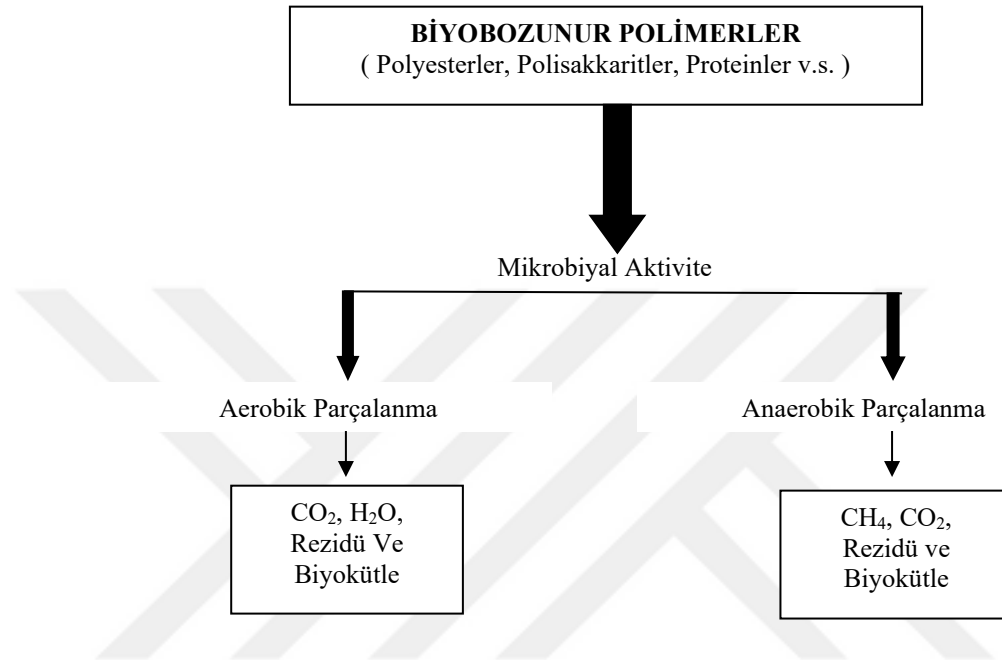 BİYOBOZUNUR POLİMERLER
( Polyesterler, Polisakkaritler, Proteinler v.s. )
Mikrobiyal Aktivite
Aerobik Parçalanma
Anaerobik Parçalanma
CO₂, H₂O,
Rezidü Ve
Biyokütle
CH₄, CO₂,
Rezidü ve
Biyokütle